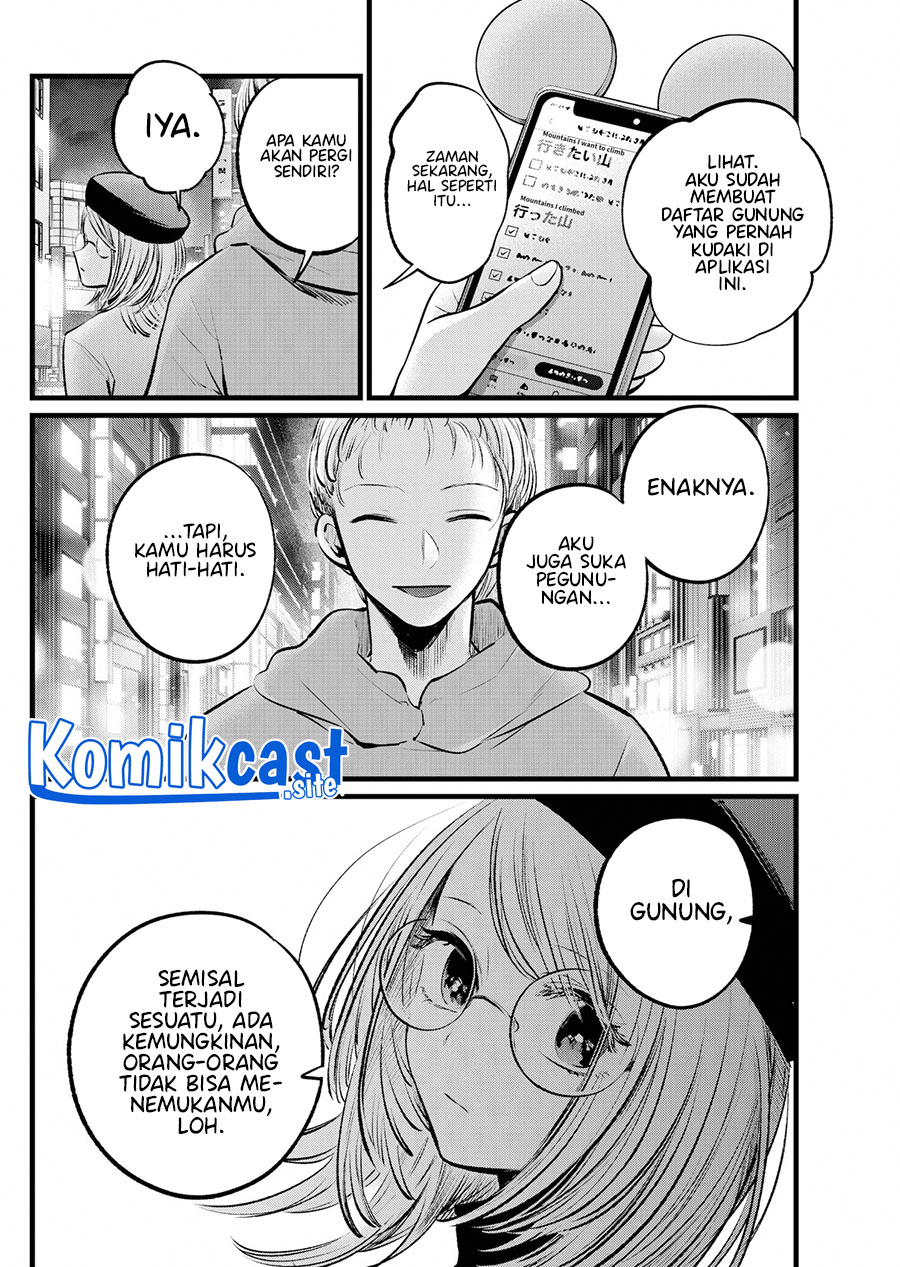 LIHAT.
AKU SUDAH
MEMBUAT
DAFTAR GUNUNG
YANG PERNAH
KUDAKI DI
APLIKASI
INI.
Mountains I want to climb
行きたい山
Mountains I climbed
行った山
ZAMAN
SEKARANG,
HAL SEPERTI
ITU...
APA KAMU
AKAN PERGI
SENDIRI?
IYA.
ENAKNYA.
AKU
JUGA SUKA
PEGUNU-
NGAN...
...TAPI,
KAMU HARUS
HATI-HATI.
Komikcast
.site
DI
GUNUNG,
SEMISAL
TERJADI
SESUATU, ADA
KEMUNGKINAN,
ORANG-ORANG
TIDAK BISA ME-
NEMUKANMU,
LOH.